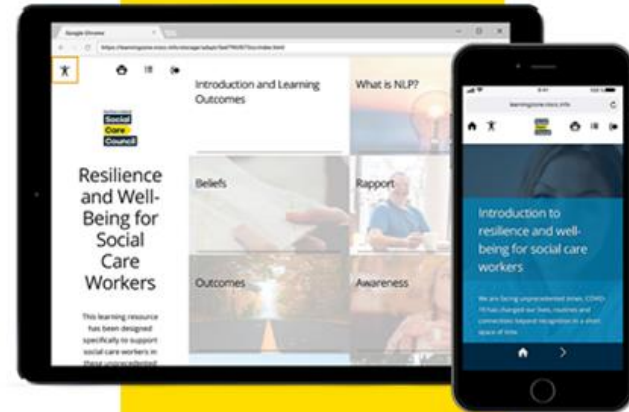 Google Chrome
Social
Care
Council
Resilience
and Well-
Being for
Social
Care
Workers
This learning resource
has been designed
specifically to support
social care workers in
these unprecedented
Introduction and Learning
Outcomes
What is NLP?
Beliefs
Rapport
Outcomes
Awareness
learningzone.niscc.info
Social
Care
Council
Introduction to
resilience and well-
being for social care
workers
We are facing unprecedented times. COVID-
19 has changed our lives, routines and
connections beyond recognition in a short
space of time.